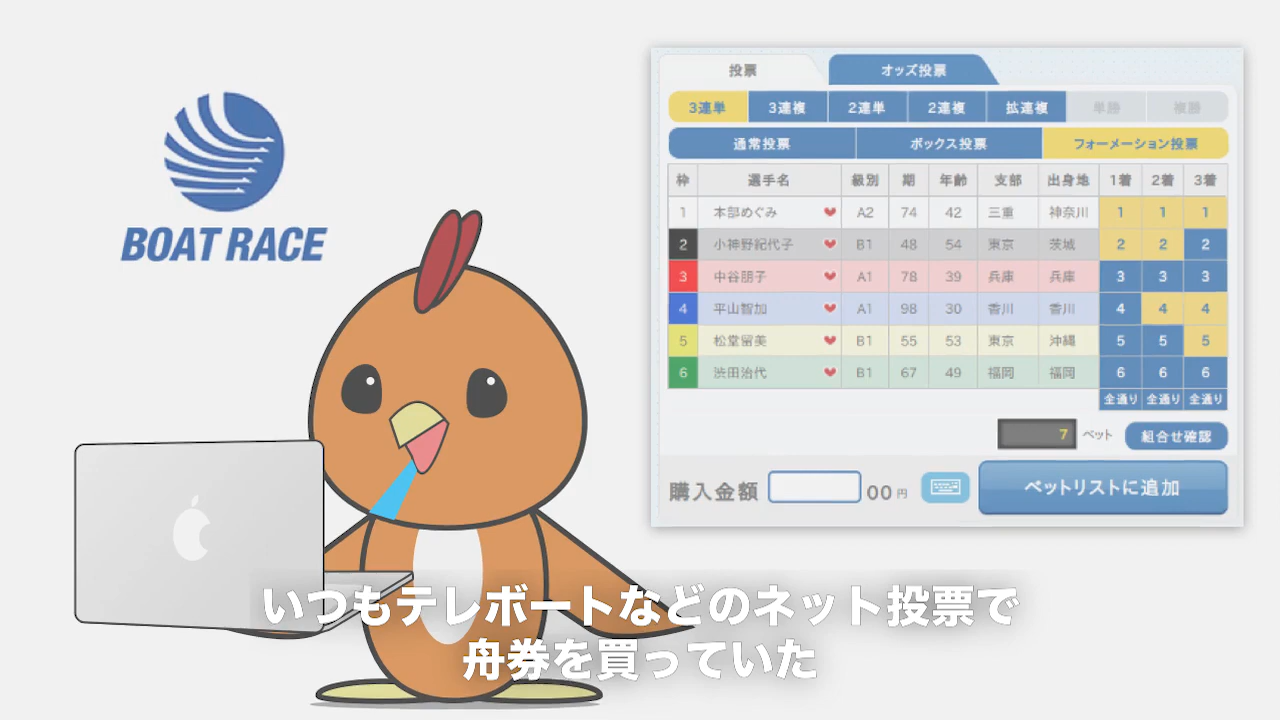 BOAT RACE
投票 オッズ投票
3連単 3連複 2連単 2連複 拡連複 単勝 複勝
通常投票 ボックス投票 フォーメーション投票
枠 選手名 級別 期 年齢 支部 出身地 1着 2着 3着
1 本部めぐみ A2 74 42 三重 神奈川 1 1 1
2 小神野紀代子 B1 48 54 東京 茨城 2 2 2
3 中谷朋子 A1 78 39 兵庫 兵庫 3 3 3
4 平山智加 A1 98 30 香川 香川 4 4 4
5 松堂留美 B1 55 53 東京 沖縄 5 5 5
6 渋田治代 B1 67 49 福岡 福岡 6 6 6
全通り 全通り 全通り
7 ベット 組合せ確認
購入金額 00 円 ベットリストに追加
いつもテレボートなどのネット投票で
舟券を買っていた